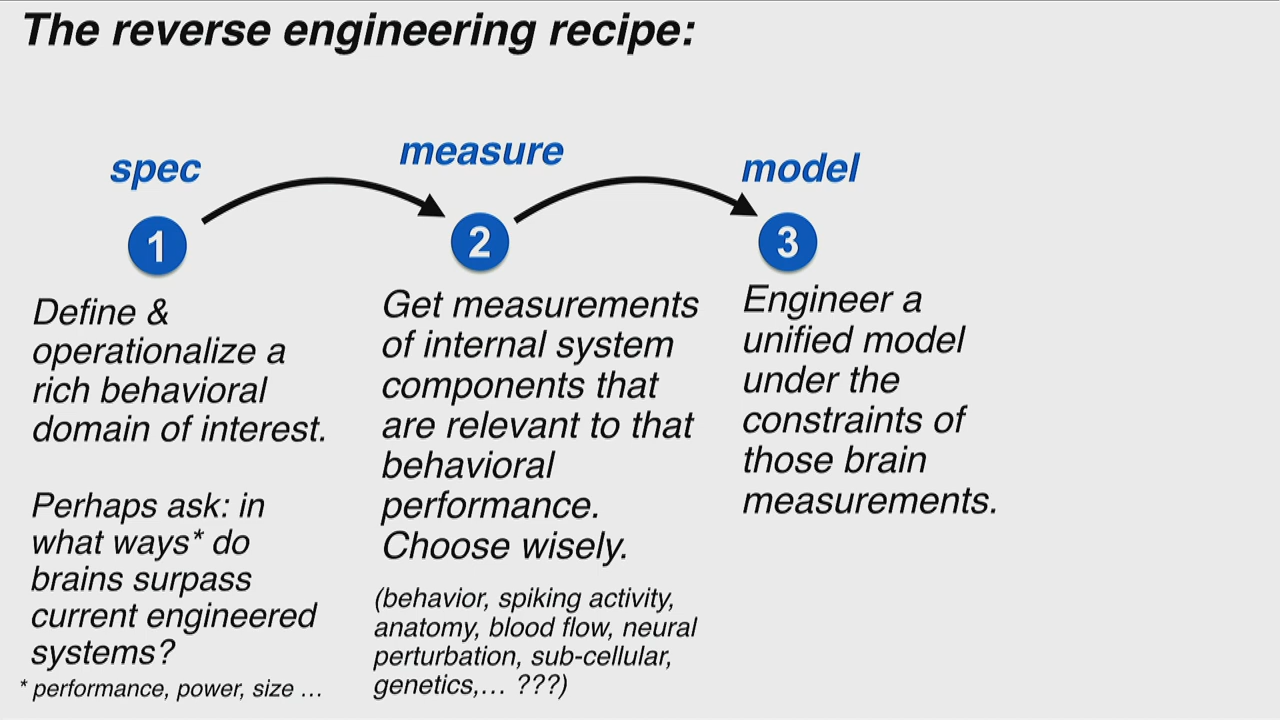 The reverse engineering recipe:
spec
measure
model
1
2
3
Define &
operationalize a
rich behavioral
domain of interest.
Perhaps ask: in
what ways* do
brains surpass
current engineered
systems?
* performance, power, size …
Get measurements
of internal system
components that
are relevant to that
behavioral
performance.
Choose wisely.
(behavior, spiking activity,
anatomy, blood flow, neural
perturbation, sub-cellular,
genetics,… ???)
Engineer a
unified model
under the
constraints of
those brain
measurements.